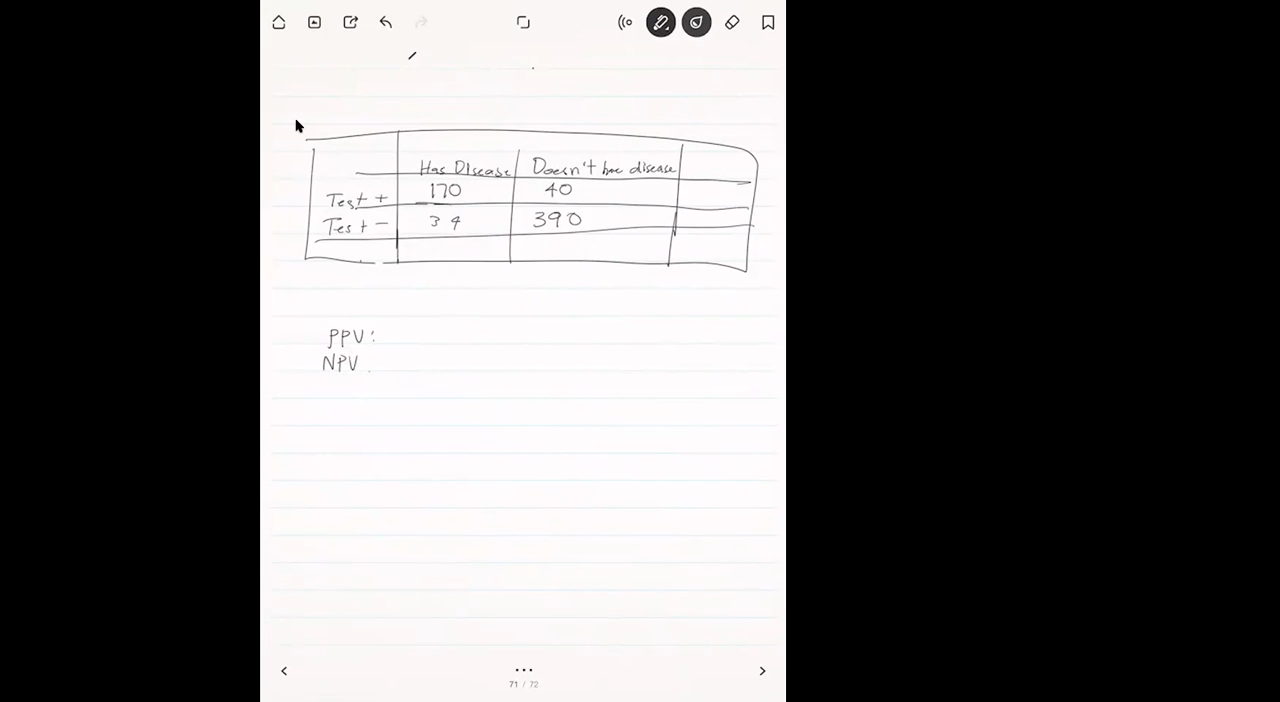 Has Disease Doesn't have disease
Test + 170 40
Test - 34 390
PPV:
NPV
71 / 72